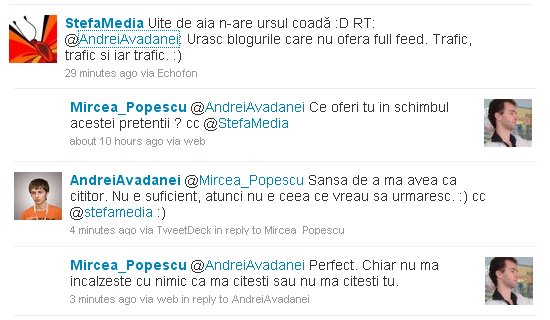 StefaMedia Uite de aia n-are ursul coadă :D RT:
@AndreiAvadanei: Urasc blogurile care nu ofera full feed. Trafic,
trafic si iar trafic. :)
29 minutes ago via Echofon
Mircea_Popescu @AndreiAvadanei Ce oferi tu in schimbul
acestei pretentii ? cc @StefaMedia
about 10 hours ago via web
AndreiAvadanei @Mircea_Popescu Sansa de a ma avea ca
cititor. Nu e suficient, atunci nu e ceea ce vreau sa urmaresc. :) cc
@stefamedia :)
4 minutes ago via TweetDeck in reply to Mircea_Popescu
Mircea_Popescu @AndreiAvadanei Perfect. Chiar nu ma
incalzeste cu nimic ca ma citesti sau nu ma citesti tu.
3 minutes ago via web in reply to AndreiAvadanei